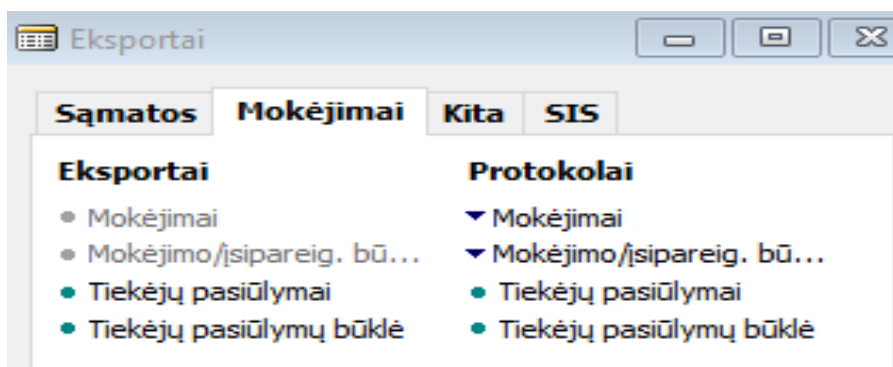 Eksportai
Sąmatos Mokėjimai Kita SIS
Eksportai Protokolai
Mokėjimai Mokėjimai
Mokėjimo/įsipareig. bū... Mokėjimo/įsipareig. bū...
Tiekėjų pasiūlymai Tiekėjų pasiūlymai
Tiekėjų pasiūlymų būklė Tiekėjų pasiūlymų būklė